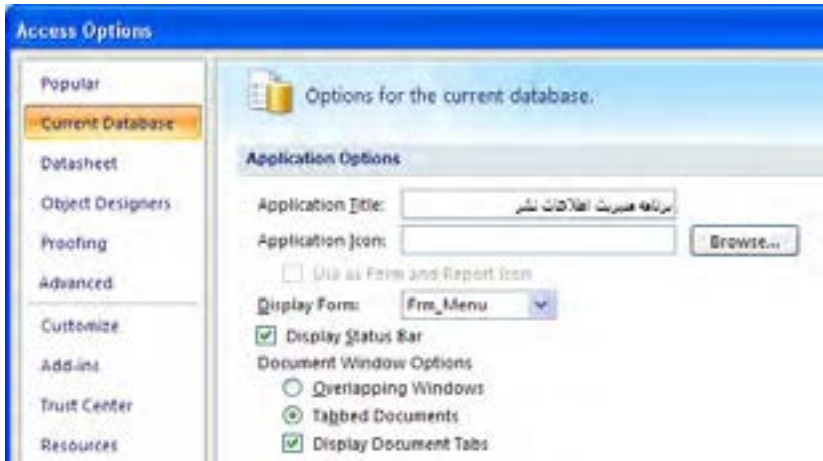 Access Options
Popular
Current Database
Datasheet
Object Designers
Proofing
Advanced
Customize
Add-ins
Trust Center
Resources
Options for the current database.
Application Options
Application Title: برنامه مدیریت اطلاعات نشر
Application Icon: Browse...
Use as Form and Report Icon
Display Form: Frm_Menu
Display Status Bar
Document Window Options
Overlapping Windows
Tabbed Documents
Display Document Tabs